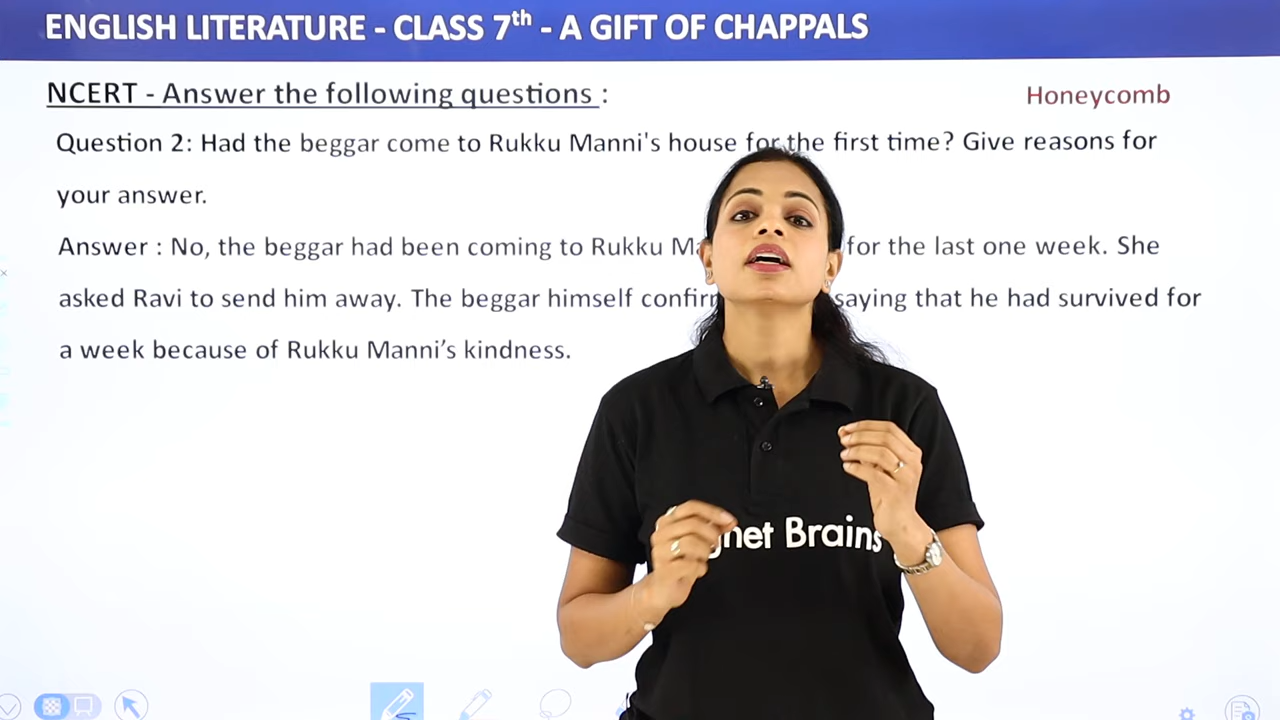 ENGLISH LITERATURE - CLASS 7th - A GIFT OF CHAPPALS
NCERT - Answer the following questions :
Honeycomb
Question 2: Had the beggar come to Rukku Manni's house for the first time? Give reasons for
your answer.
Answer : No, the beggar had been coming to Rukku for the last one week. She
asked Ravi to send him away. The beggar himself saying that he had survived for
a week because of Rukku Manni’s kindness.
Brains